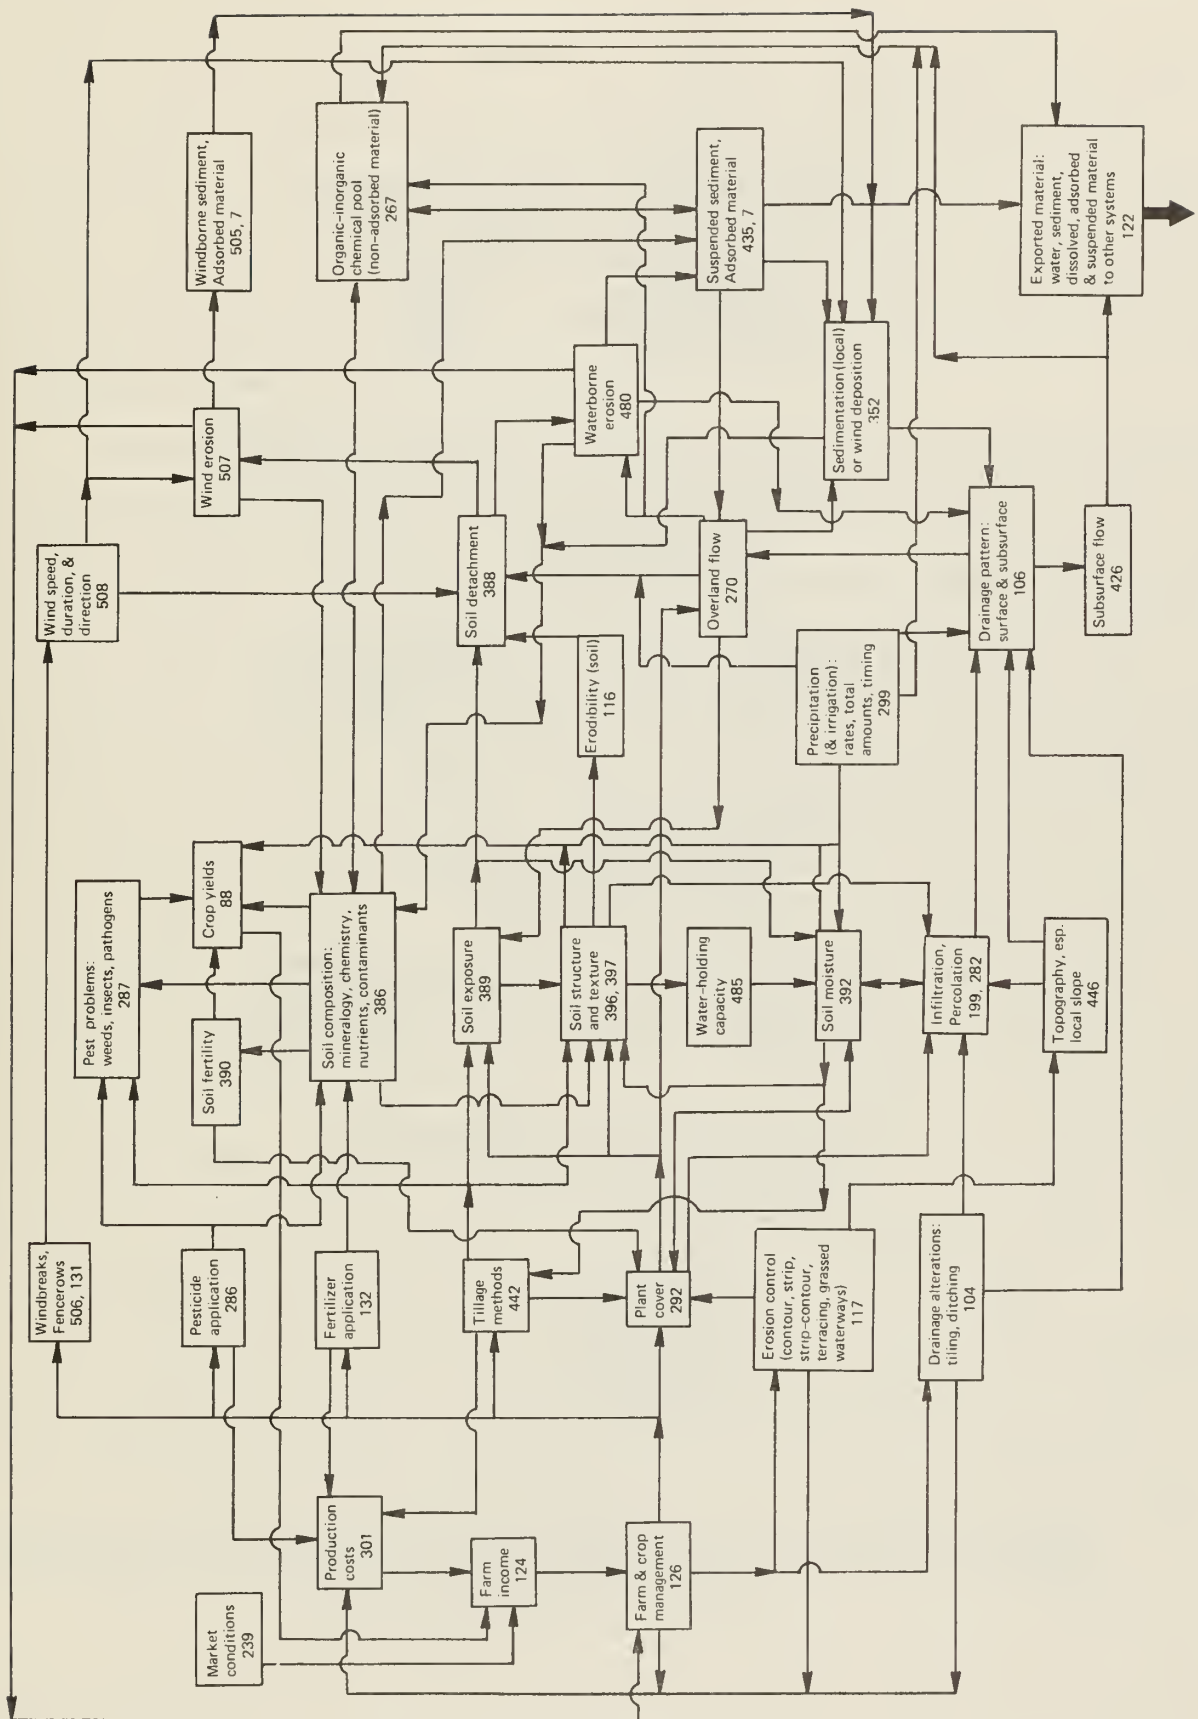 Windborne sediment,
Adsorbed material
505, 7
Organic-inorganic
chemical pool
(non-adsorbed material)
267
Suspended sediment,
Adsorbed material
435, 7
Exported material:
water, sediment,
dissolved, adsorbed
& suspended material
to other systems
122
Wind erosion
507
Waterborne
erosion
480
Sedimentation (local)
or wind deposition
352
Wind speed,
duration, &
direction
508
Soil detachment
388
Overland flow
270
Drainage pattern:
surface & subsurface
106
Subsurface flow
426
Erodibility (soil)
116
Precipitation
(& irrigation):
rates, total
amounts, timing
299
Pest problems:
weeds, insects, pathogens
287
Crop yields
88
Soil fertility
390
Soil composition:
mineralogy, chemistry,
nutrients, contaminants
386
Soil exposure
389
Soil structure
and texture
396, 397
Water-holding
capacity
485
Soil moisture
392
Infiltration,
Percolation
199, 282
Topography, esp.
local slope
446
Windbreaks,
Fencerows
506, 131
Pesticide
application
286
Fertilizer
application
132
Tillage
methods
442
Plant
cover
292
Erosion control
(contour, strip,
strip-contour,
terracing, grassed
waterways)
117
Drainage alterations:
tiling, ditching
104
Market
conditions
239
Production
costs
301
Farm
income
124
Farm & crop
management
126